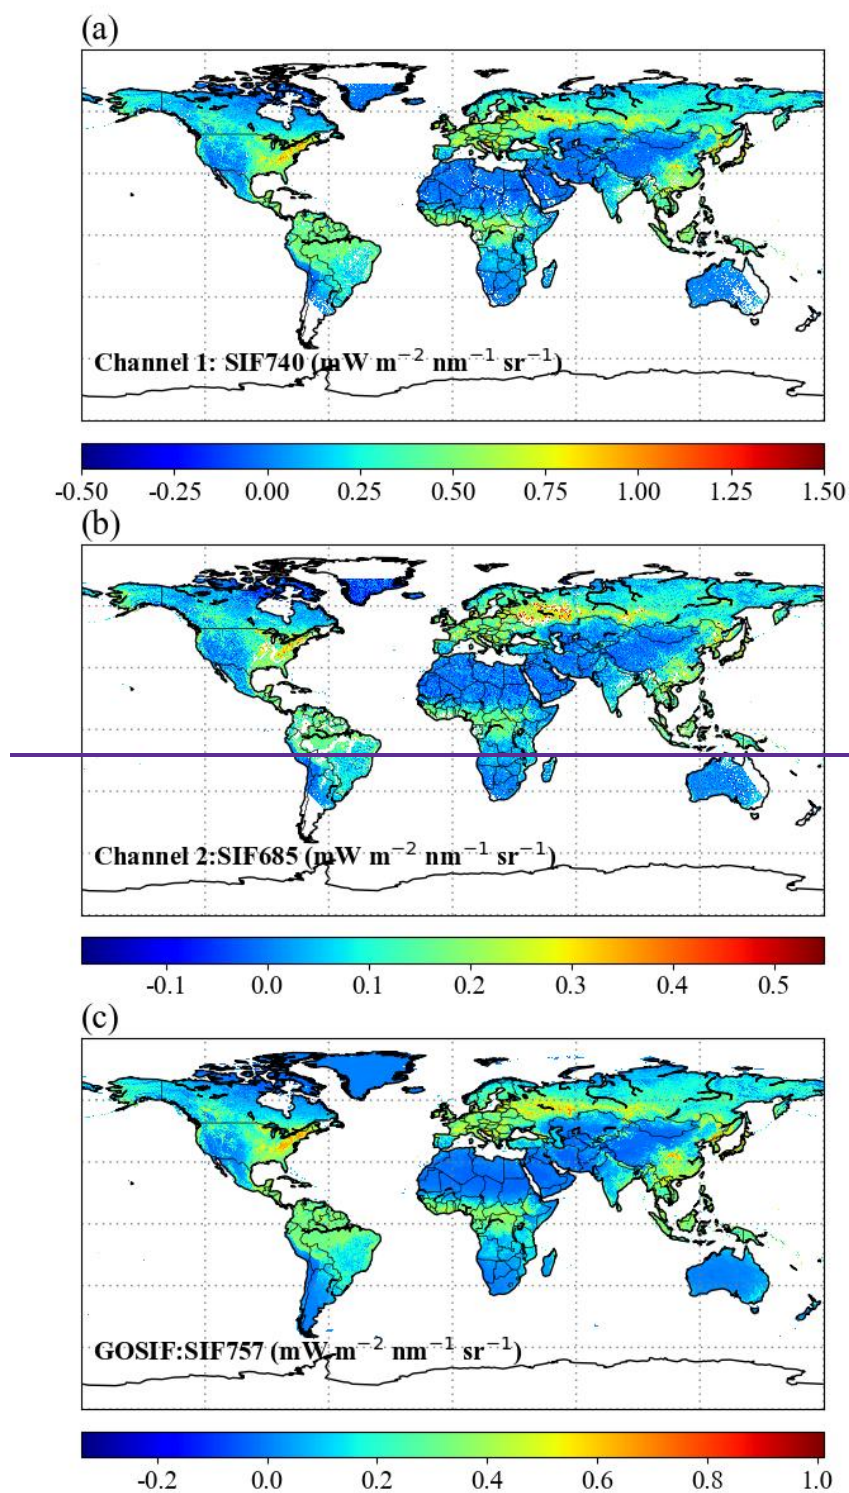 (a)
Channel 1: SIF740 (mW m⁻² nm⁻¹ sr⁻¹)
-0.50 -0.25 0.00 0.25 0.50 0.75 1.00 1.25 1.50
(b)
Channel 2:SIF685 (mW m⁻² nm⁻¹ sr⁻¹)
-0.1 0.0 0.1 0.2 0.3 0.4 0.5
(c)
GOSIF:SIF757 (mW m⁻² nm⁻¹ sr⁻¹)
-0.2 0.0 0.2 0.4 0.6 0.8 1.0